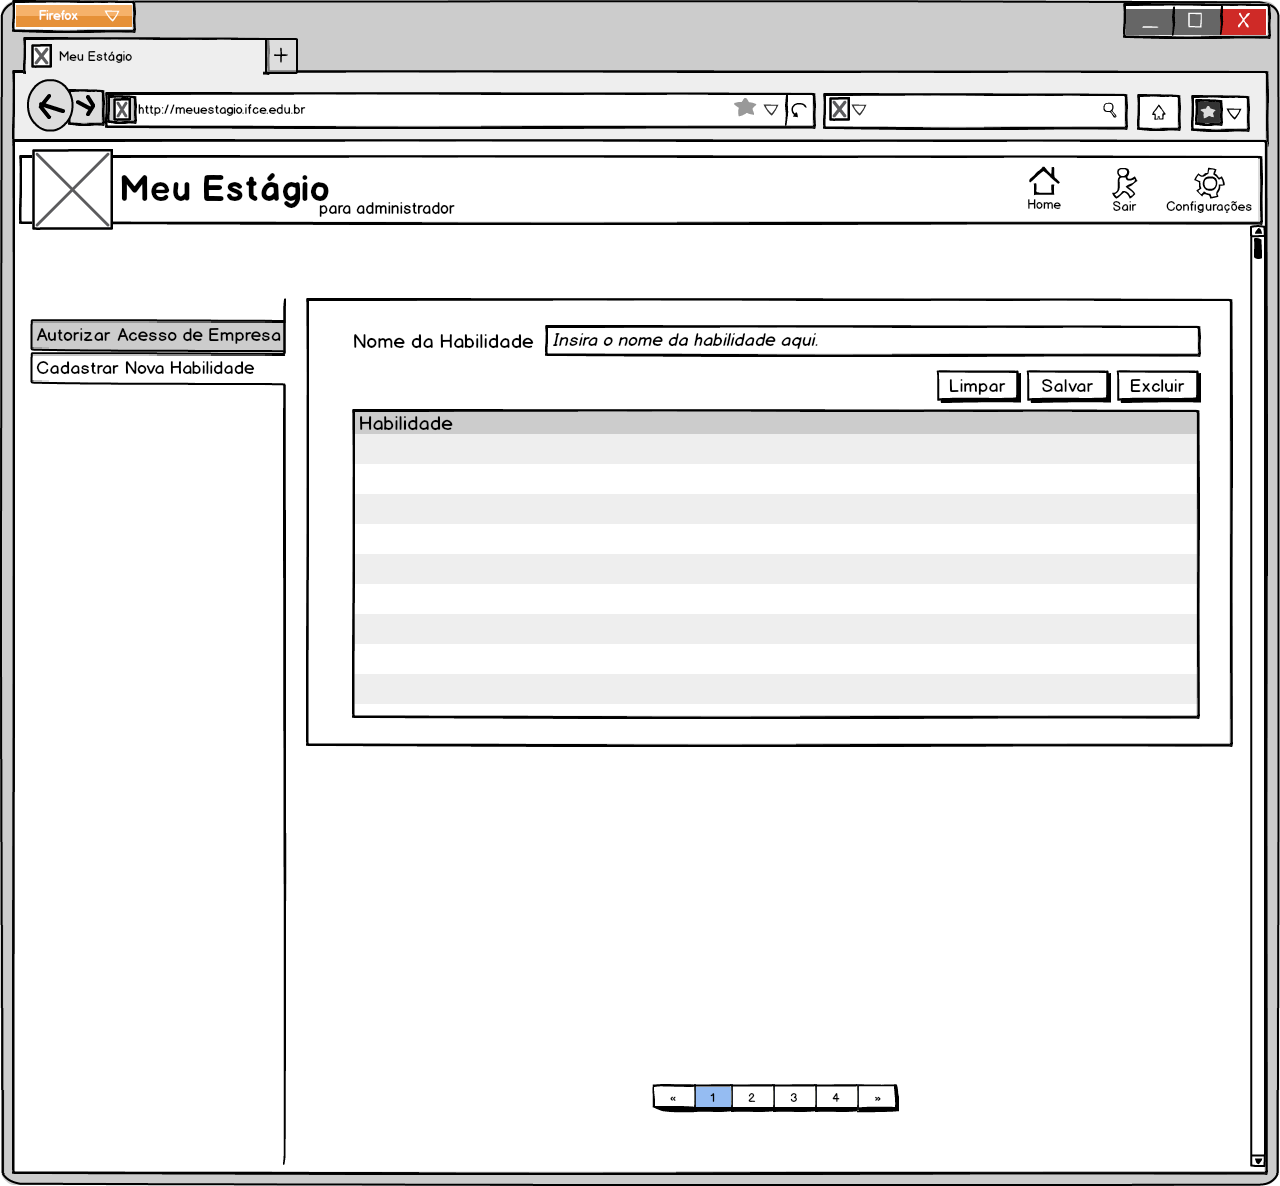 Firefox
Meu Estágio
+
http://meuestagio.ifce.edu.br
Meu Estágio
para administrador
Home
Sair
Configurações
Autorizar Acesso de Empresa
Cadastrar Nova Habilidade
Nome da Habilidade
Insira o nome da habilidade aqui.
Limpar Salvar Excluir
Habilidade
« 1 2 3 4 »